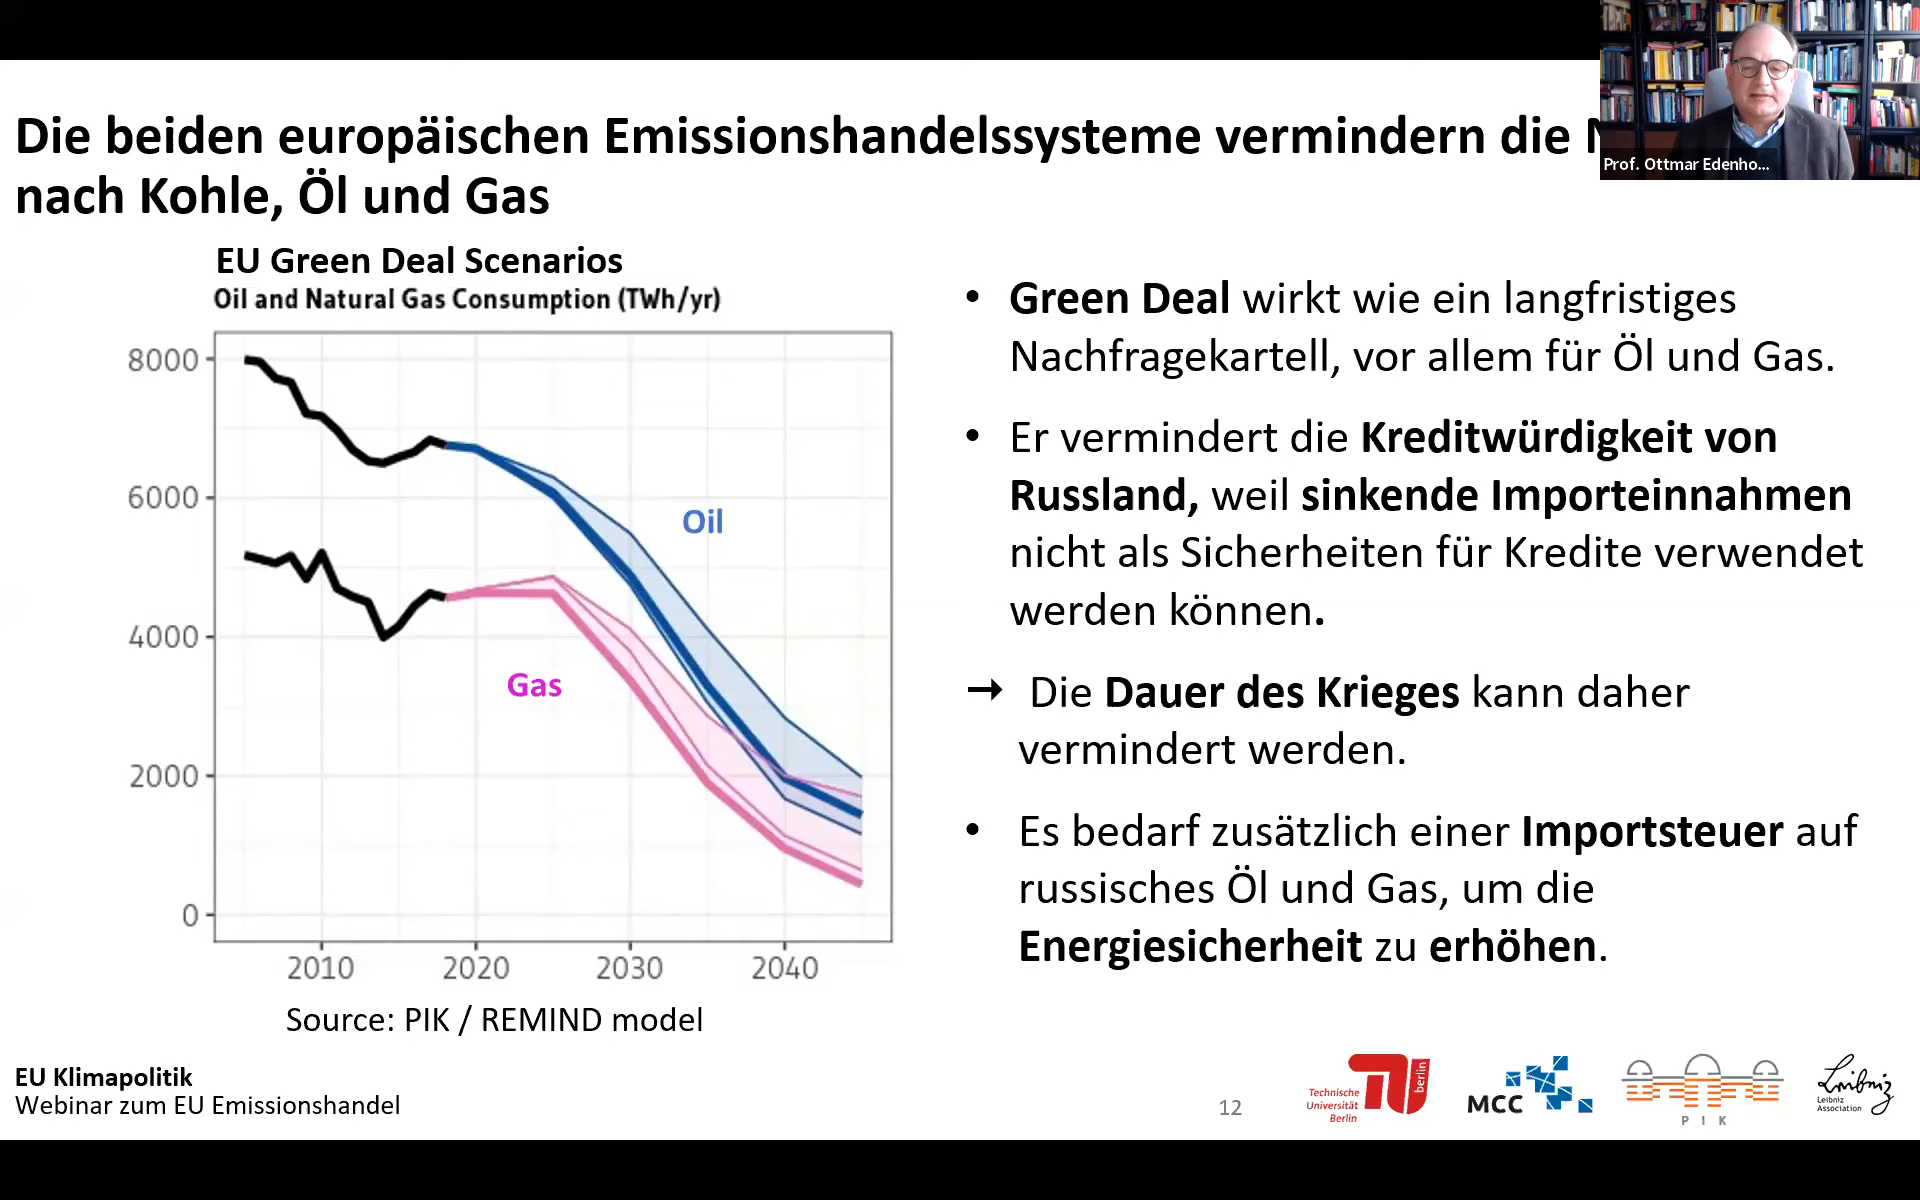 Die beiden europäischen Emissionshandelssysteme vermindern die
nach Kohle, Öl und Gas
Prof. Ottmar Edenho...
EU Green Deal Scenarios
Oil and Natural Gas Consumption (TWh/yr)
8000
6000
4000
2000
0
Oil
Gas
2010 2020 2030 2040
Source: PIK / REMIND model
• Green Deal wirkt wie ein langfristiges
Nachfragekartell, vor allem für Öl und Gas.
• Er vermindert die Kreditwürdigkeit von
Russland, weil sinkende Importeinnahmen
nicht als Sicherheiten für Kredite verwendet
werden können.
→ Die Dauer des Krieges kann daher
vermindert werden.
• Es bedarf zusätzlich einer Importsteuer auf
russisches Öl und Gas, um die
Energiesicherheit zu erhöhen.
EU Klimapolitik
Webinar zum EU Emissionshandel
12
Technische
Universität
Berlin
berlin
MCC
P I K
Leibniz
Leibniz
Association